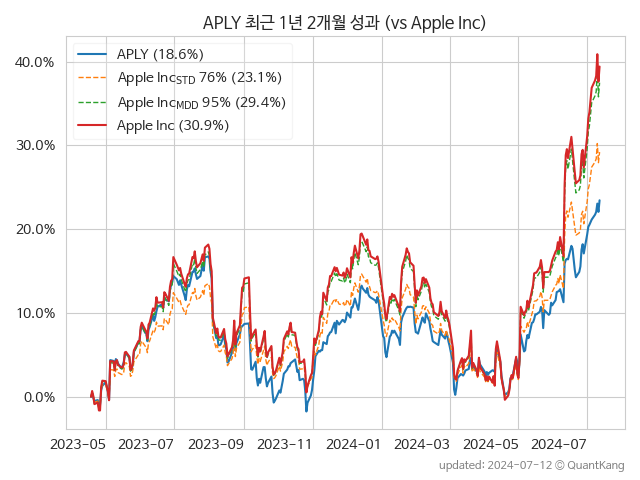 APLY 최근 1년 2개월 성과 (vs Apple Inc)
APLY (18.6%)
Apple IncSTD 76% (23.1%)
Apple IncMDD 95% (29.4%)
Apple Inc (30.9%)
40.0%
30.0%
20.0%
10.0%
0.0%
2023-05 2023-07 2023-09 2023-11 2024-01 2024-03 2024-05 2024-07
updated: 2024-07-12 © QuantKang